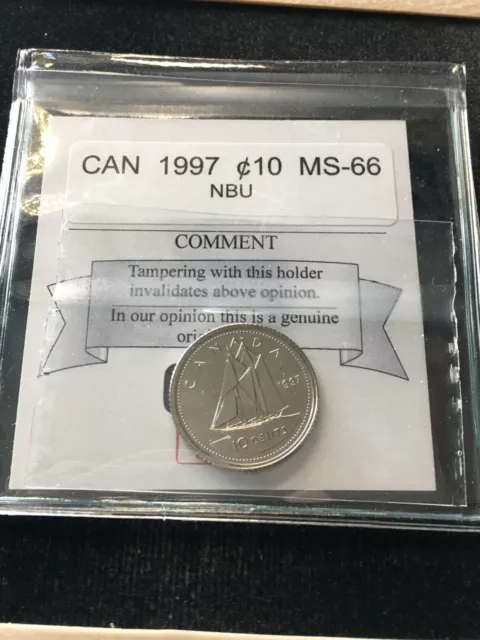 CAN 1997 ¢10 MS-66
NBU
COMMENT
Tampering with this holder
invalidates above opinion.
In our opinion this is a genuine
CANADA
1997
10 cents